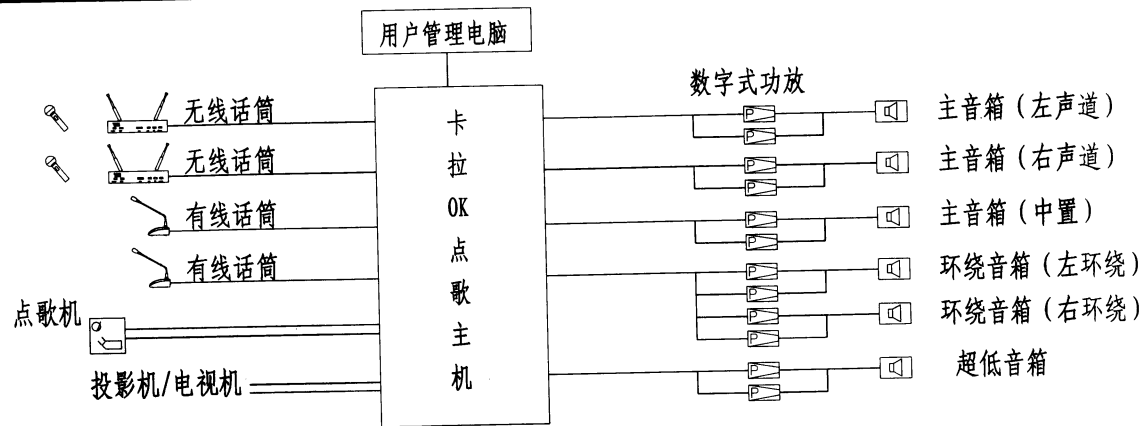 用户管理电脑
数字式功放
无线话筒
无线话筒
有线话筒
有线话筒
点歌机
投影机/电视机
卡
拉
OK
点
歌
主
机
P
P
P
P
P
P
P
P
P
P
P
P
主音箱(左声道)
主音箱(右声道)
主音箱(中置)
环绕音箱(左环绕)
环绕音箱(右环绕)
超低音箱